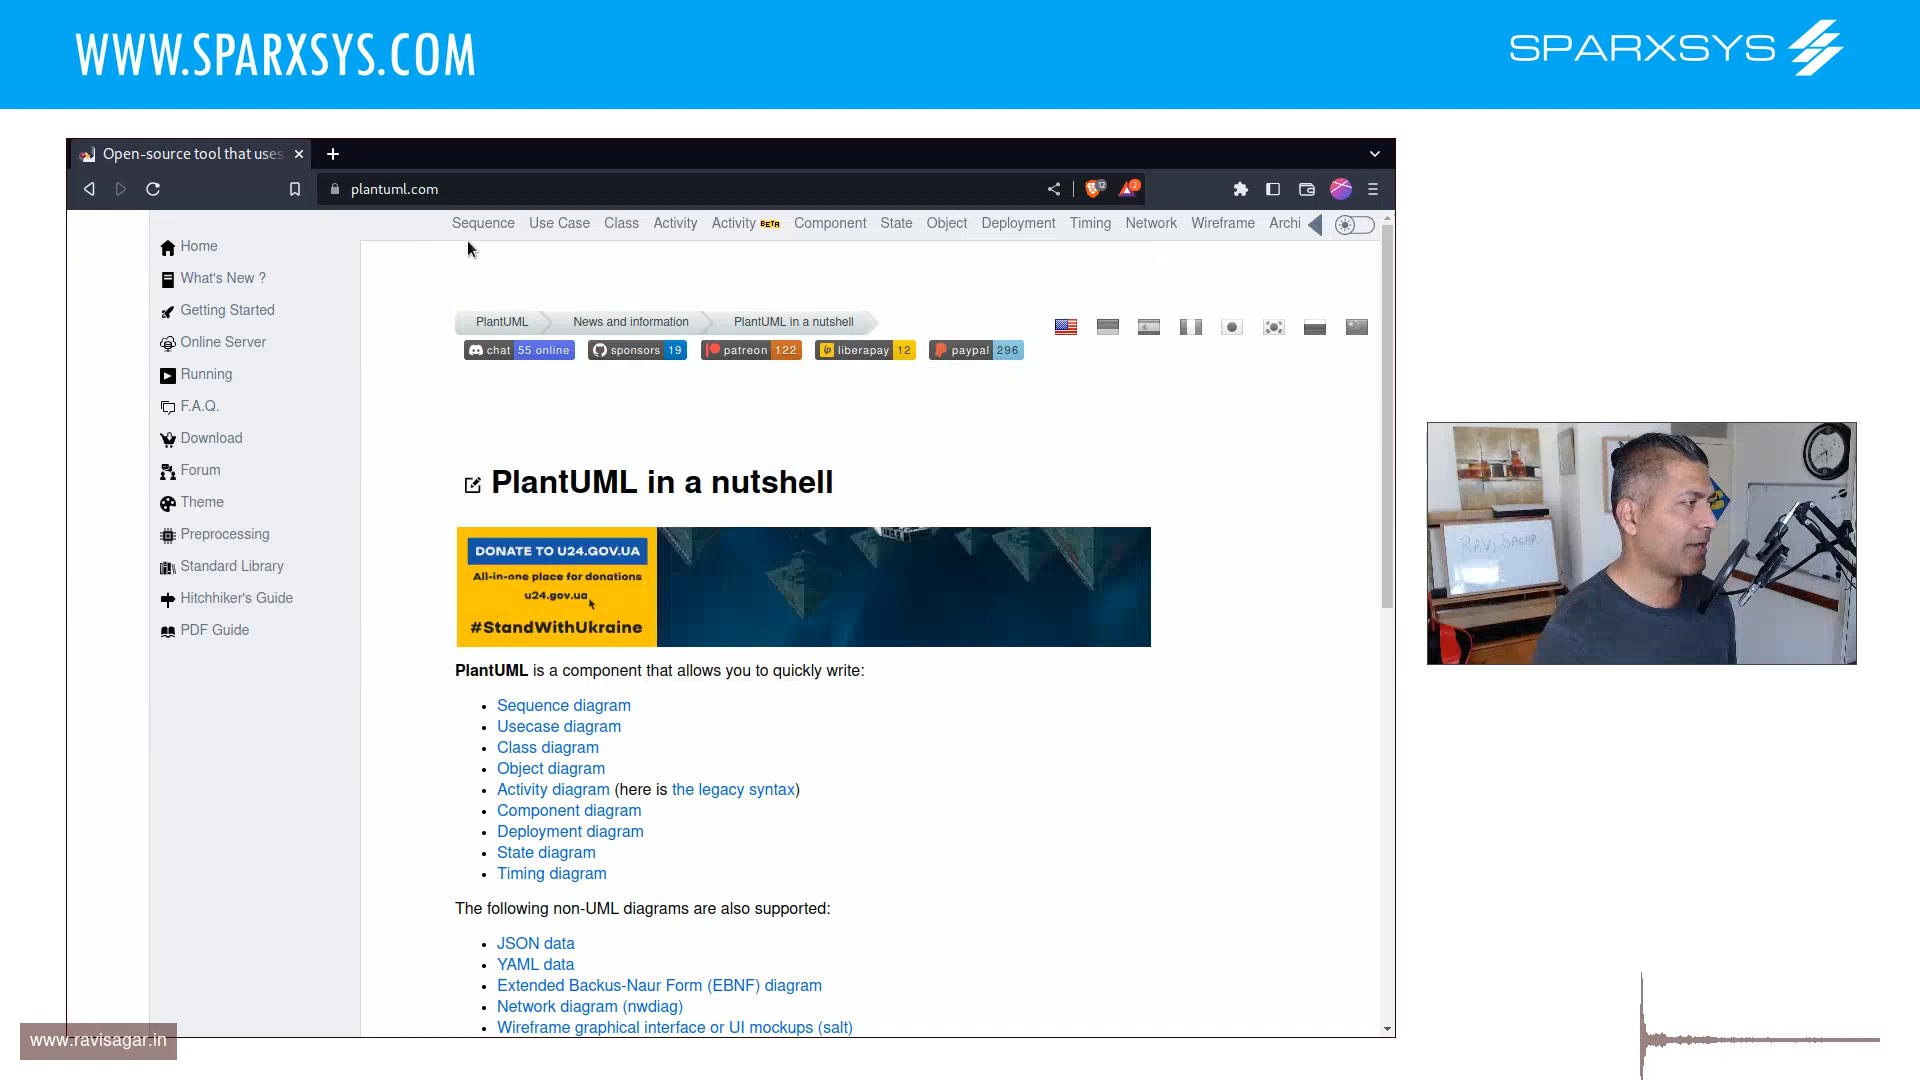 WWW.SPARXSYS.COM
SPARXSYS
Open-source tool that uses
plantuml.com
12
2
Sequence Use Case Class Activity Activity BETA Component State Object Deployment Timing Network Wireframe Archi
Home
What's New ?
Getting Started
Online Server
Running
F.A.Q.
Download
Forum
Theme
Preprocessing
Standard Library
Hitchhiker's Guide
PDF Guide
PlantUML News and information PlantUML in a nutshell
chat 55 online sponsors 19 patreon 122 liberapay 12 paypal 296
PlantUML in a nutshell
DONATE TO U24.GOV.UA
All-in-one place for donations
u24.gov.ua
#StandWithUkraine
PlantUML is a component that allows you to quickly write:
Sequence diagram
Usecase diagram
Class diagram
Object diagram
Activity diagram (here is the legacy syntax)
Component diagram
Deployment diagram
State diagram
Timing diagram
The following non-UML diagrams are also supported:
JSON data
YAML data
Extended Backus-Naur Form (EBNF) diagram
Network diagram (nwdiag)
Wireframe graphical interface or UI mockups (salt)
RAVI SAGAR
www.ravisagar.in